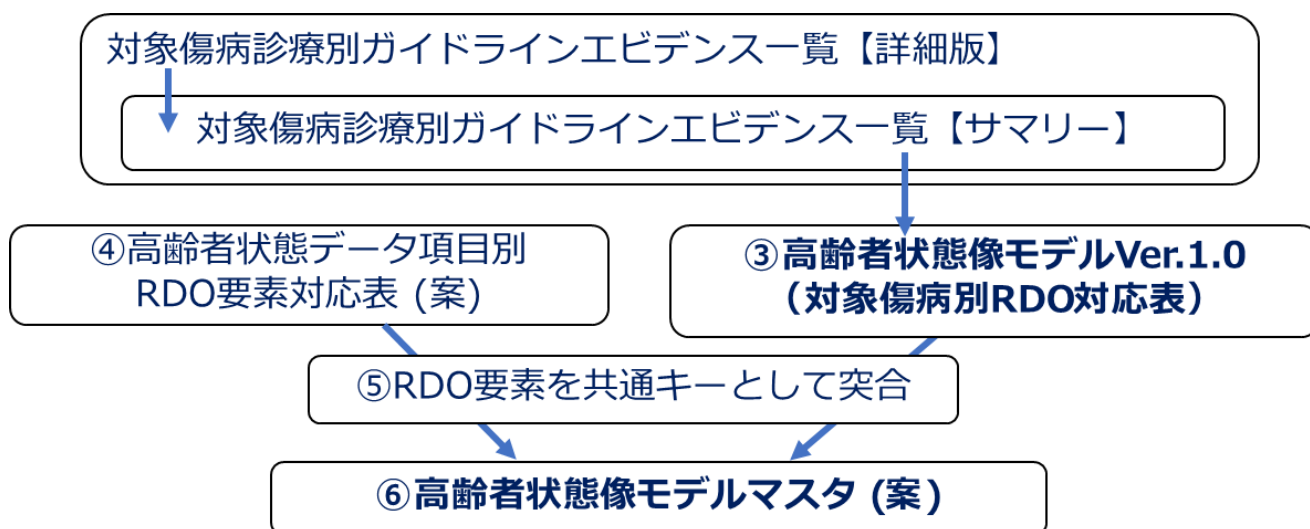 対象傷病診療別ガイドラインエビデンス一覧【詳細版】
対象傷病診療別ガイドラインエビデンス一覧【サマリー】
④高齢者状態データ項目別
RDO要素対応表 (案)
③高齢者状態像モデルVer.1.0
（対象傷病別RDO対応表）
⑤RDO要素を共通キーとして突合
⑥高齢者状態像モデルマスタ (案)